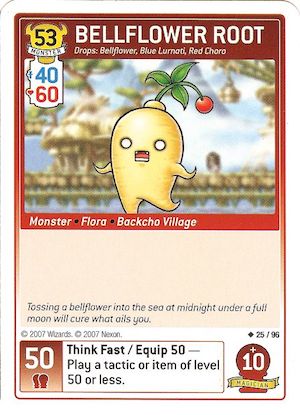 53
MONSTER
BELLFLOWER ROOT
Drops: Bellflower, Blue Lurnati, Red Choro
40
60
Monster • Flora • Backcho Village
Tossing a bellflower into the sea at midnight under a full
moon will cure what ails you.
© 2007 Wizards. © 2007 Nexon.
◆ 25 / 96
50
Think Fast / Equip 50 —
Play a tactic or item of level
50 or less.
+
10
MAGICIAN